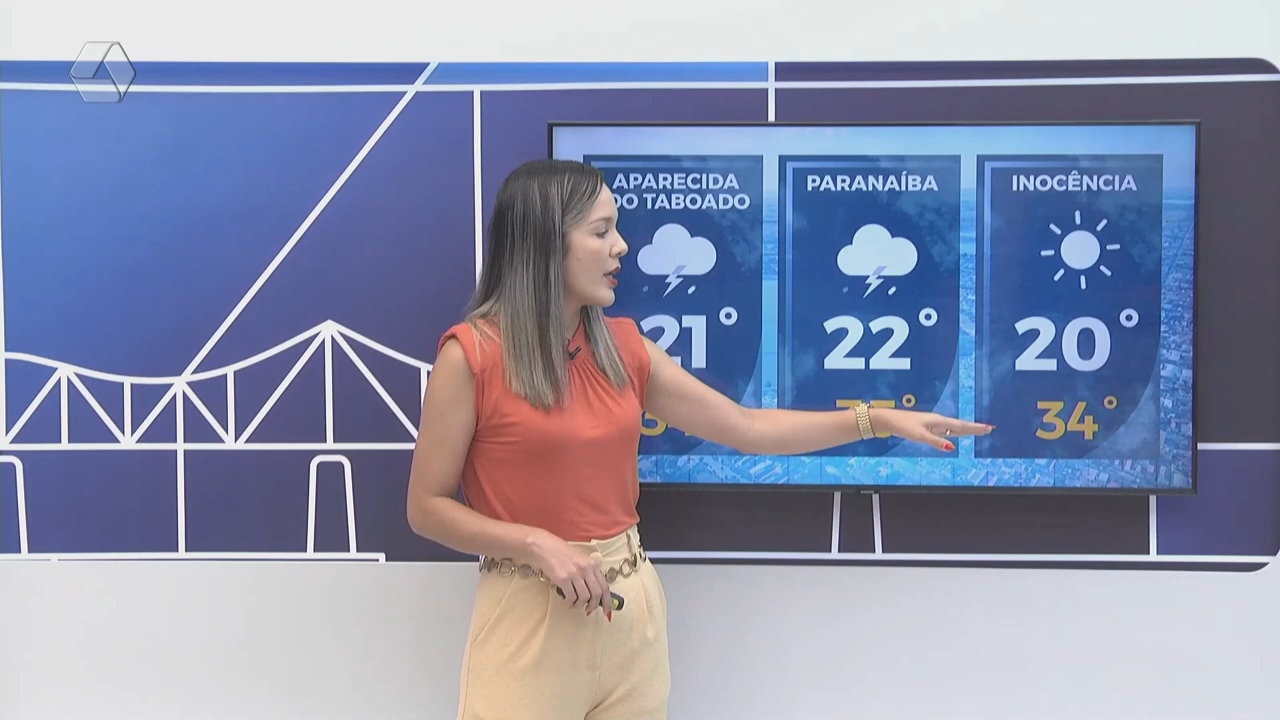 APARECIDA
DO TABOADO
PARANAÍBA
INOCÊNCIA
21°
22°
20°
34°